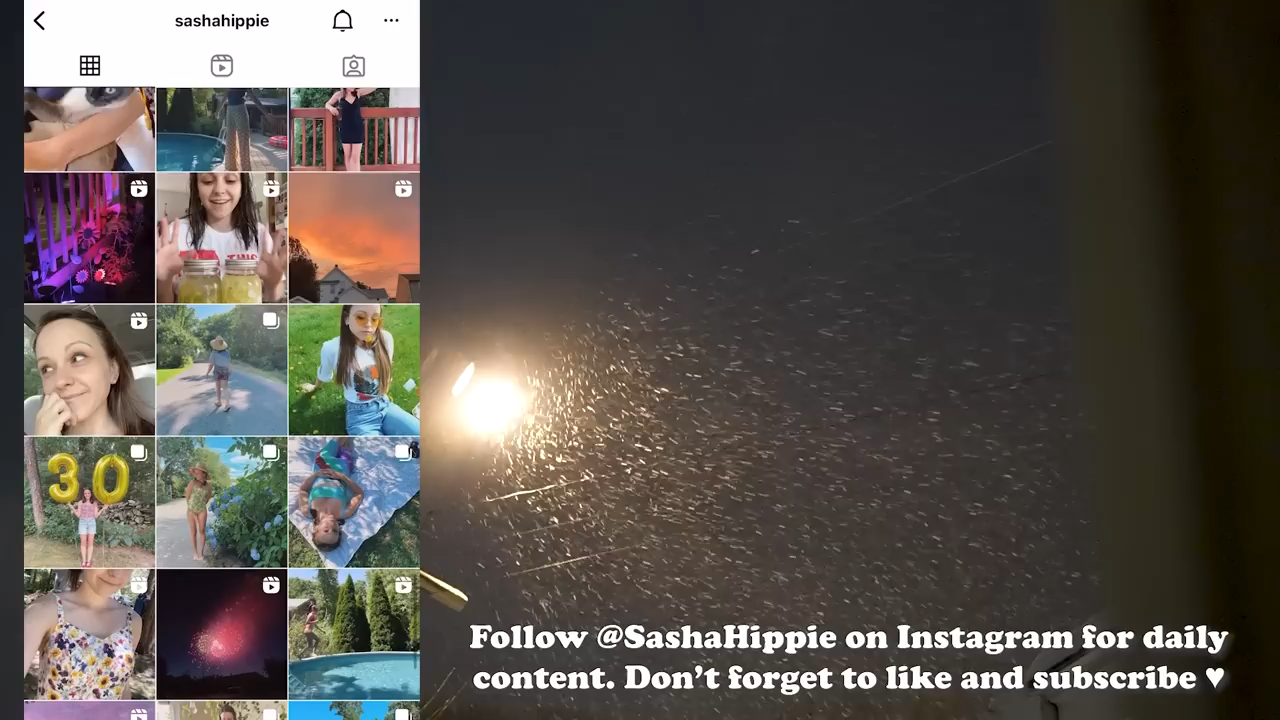 sashahippie
30
Follow @SashaHippie on Instagram for daily
content. Don’t forget to like and subscribe ♥